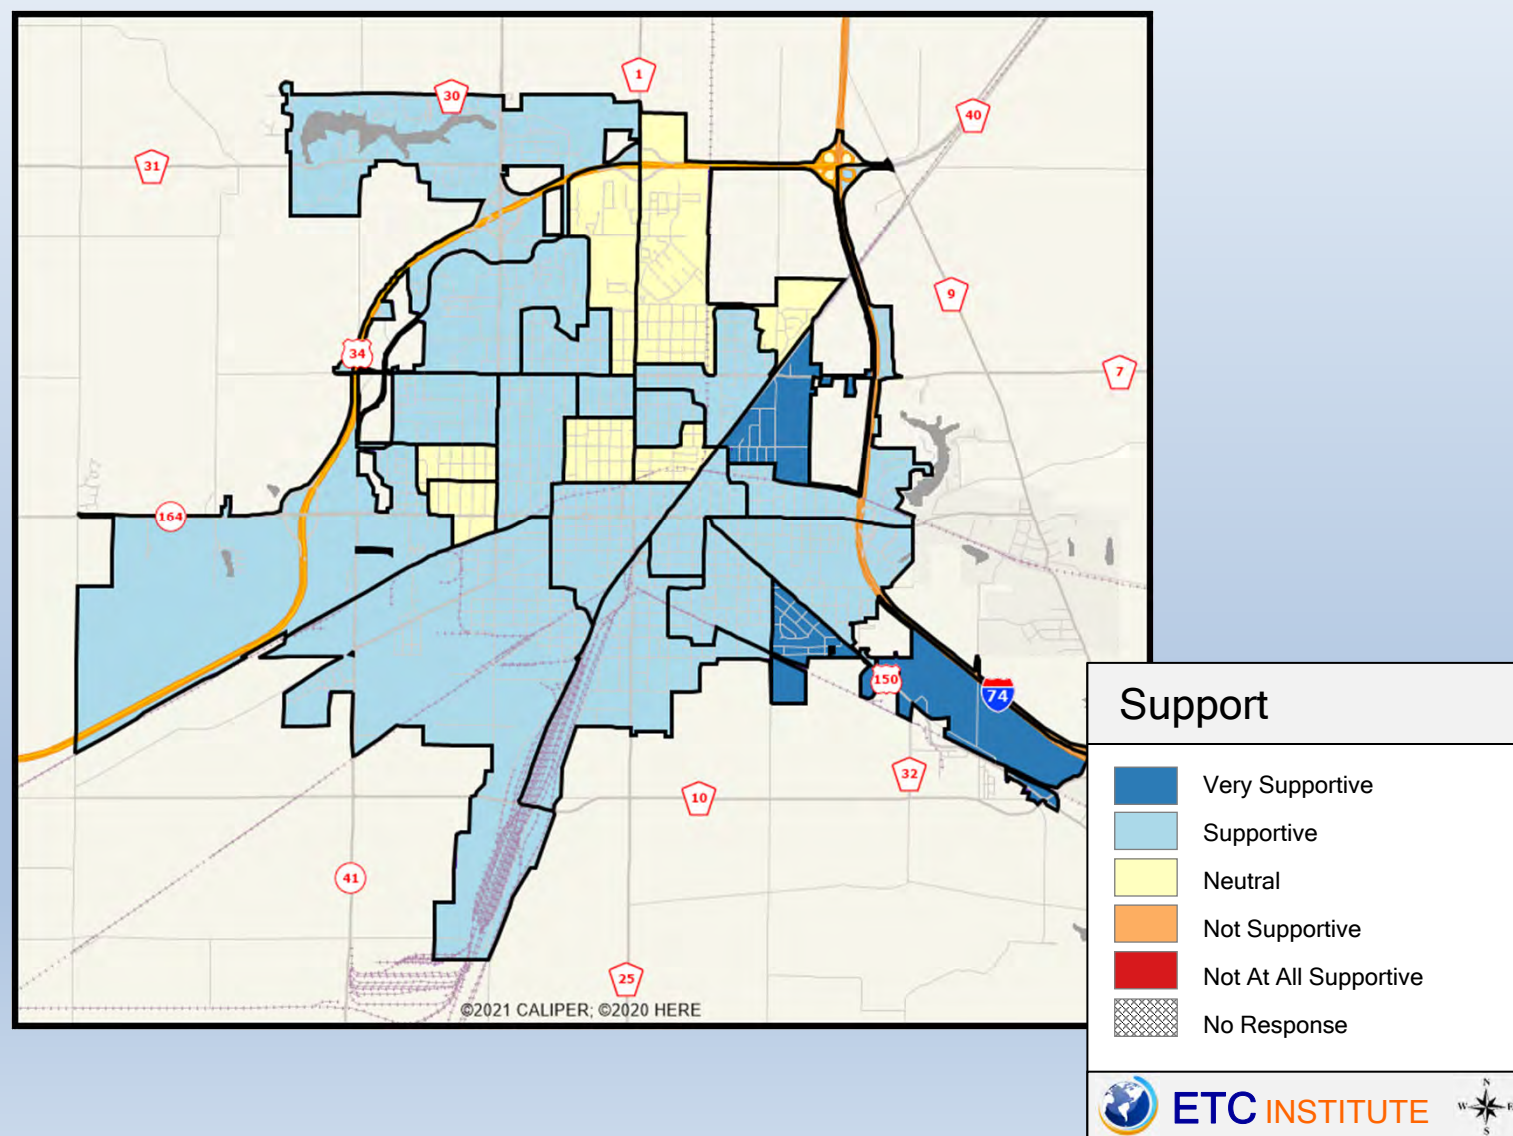 1
30
40
31
9
34
7
164
150
74
32
10
41
25
©2021 CALIPER; ©2020 HERE
Support
Very Supportive
Supportive
Neutral
Not Supportive
Not At All Supportive
No Response
ETC INSTITUTE
N
W E
S